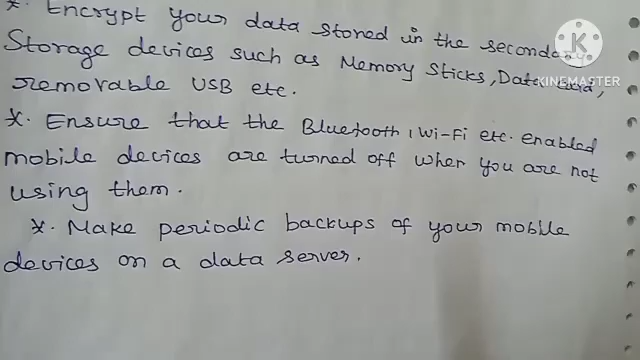 *. Encrypt your data stored in the secondary
Storage devices such as Memory Sticks, Data card,
removable USB etc.
*. Ensure that the Bluetooth, Wi-Fi etc. enabled
mobile devices are turned off when you are not
using them.
*. Make periodic backups of your mobile
devices on a data server.
KINEMASTER